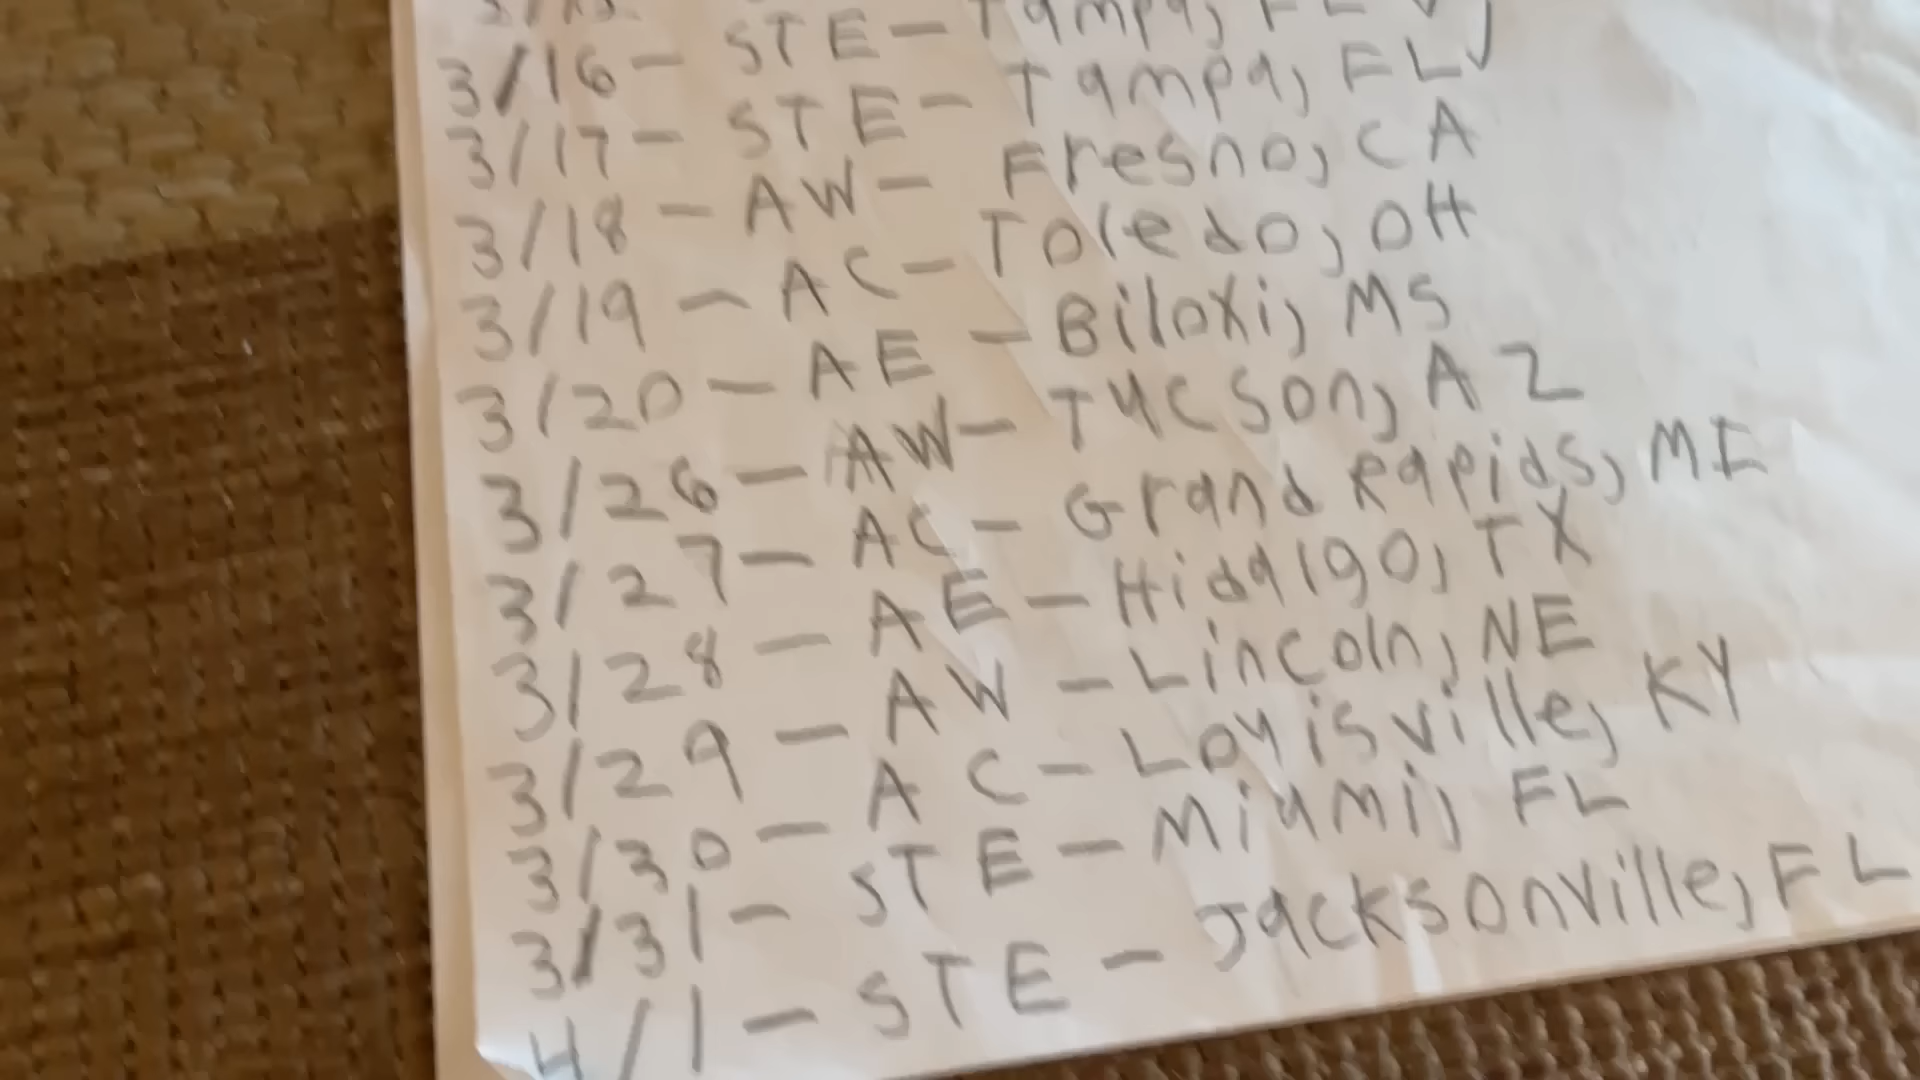 3/16 - STE - Tampa, FL
3/17 - STE - Tampa, FL
3/18 - AW - Fresno, CA
3/19 - AC - Toledo, OH
3/20 - AE - Biloxi, MS
3/26 - AW - Tucson, AZ
3/27 - AC - Grand Rapids, MI
3/28 - AE - Hidalgo, TX
3/29 - AW - Lincoln, NE
3/30 - AC - Louisville, KY
3/31 - STE - Miami, FL
4/1 - STE - Jacksonville, FL